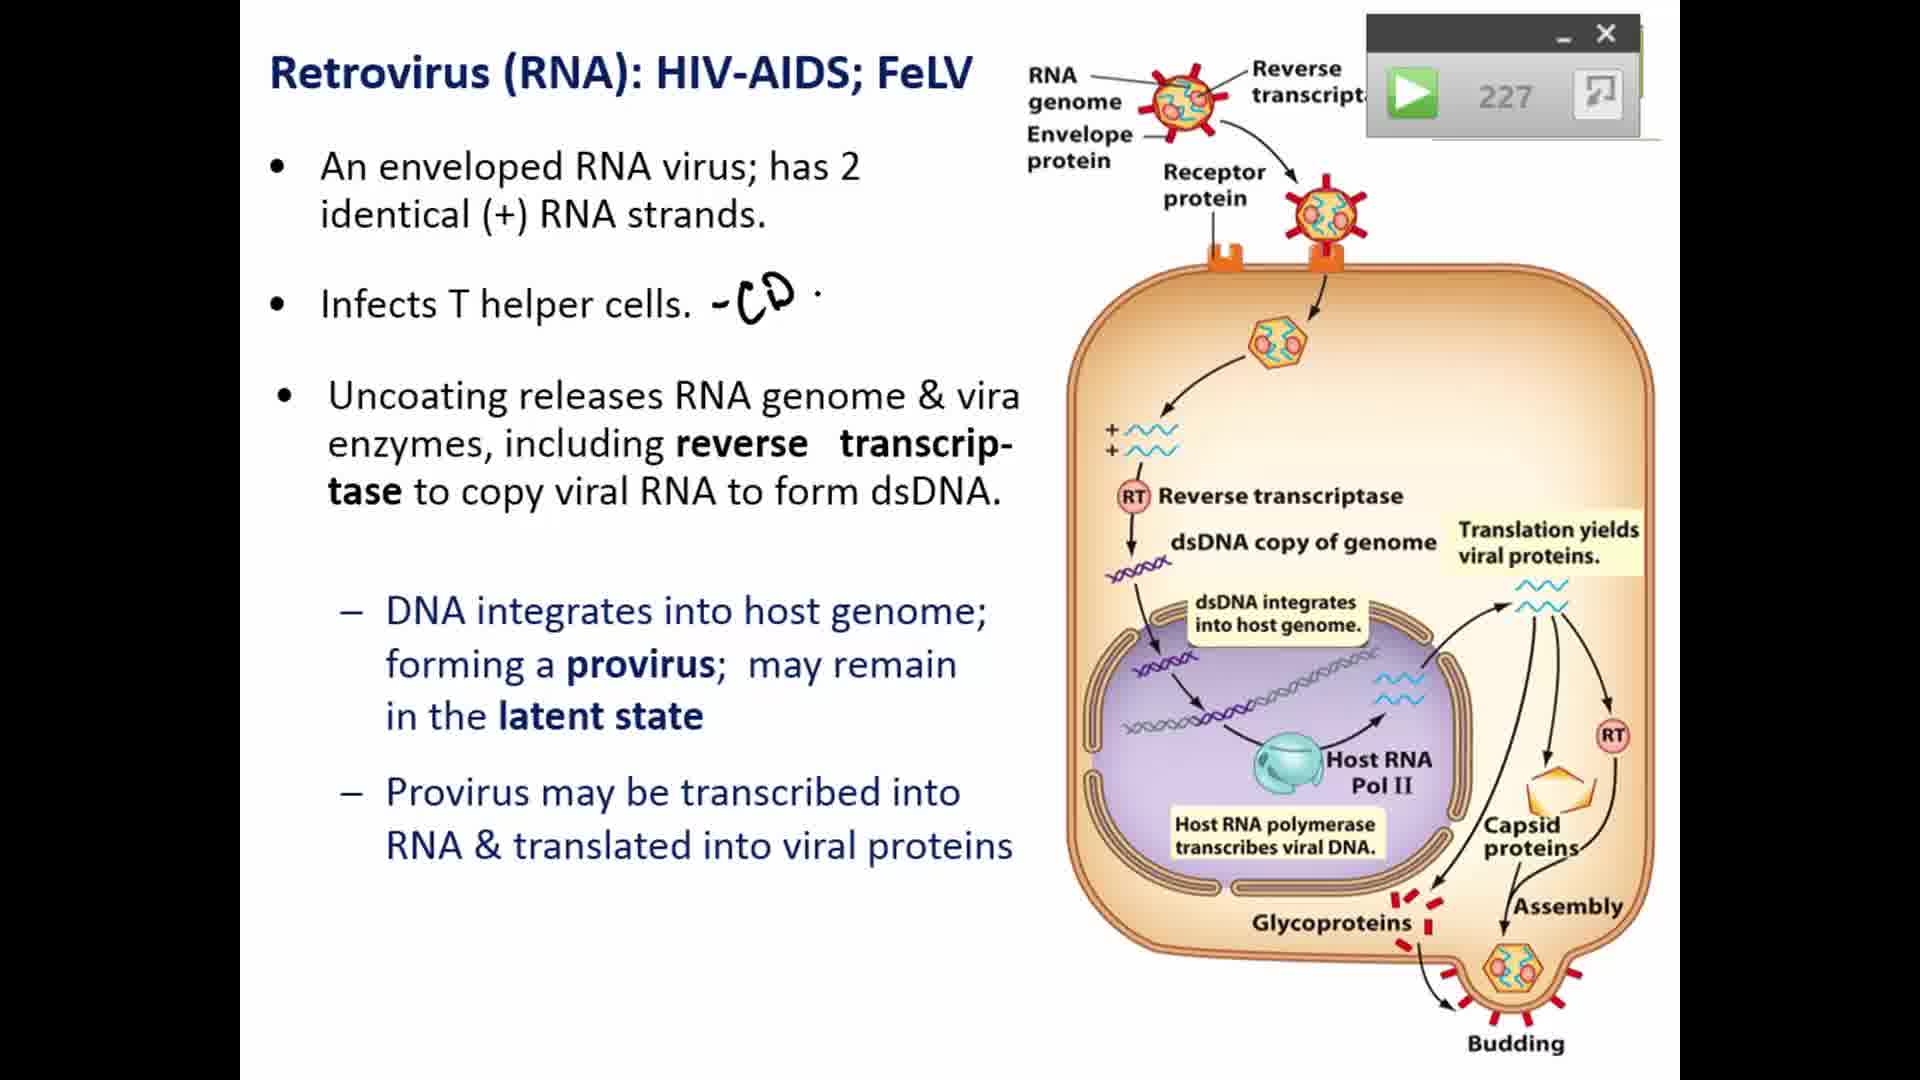 Retrovirus (RNA): HIV-AIDS; FeLV
• An enveloped RNA virus; has 2
identical (+) RNA strands.
• Infects T helper cells. -CD
• Uncoating releases RNA genome & vira
enzymes, including reverse transcrip-
tase to copy viral RNA to form dsDNA.
– DNA integrates into host genome;
forming a provirus; may remain
in the latent state
– Provirus may be transcribed into
RNA & translated into viral proteins
RNA
genome
Envelope
protein
Reverse
transcript
227
Receptor
protein
+
+
RT Reverse transcriptase
dsDNA copy of genome
Translation yields
viral proteins.
dsDNA integrates
into host genome.
Host RNA
Pol II
Host RNA polymerase
transcribes viral DNA.
RT
Capsid
proteins
Assembly
Glycoproteins
Budding